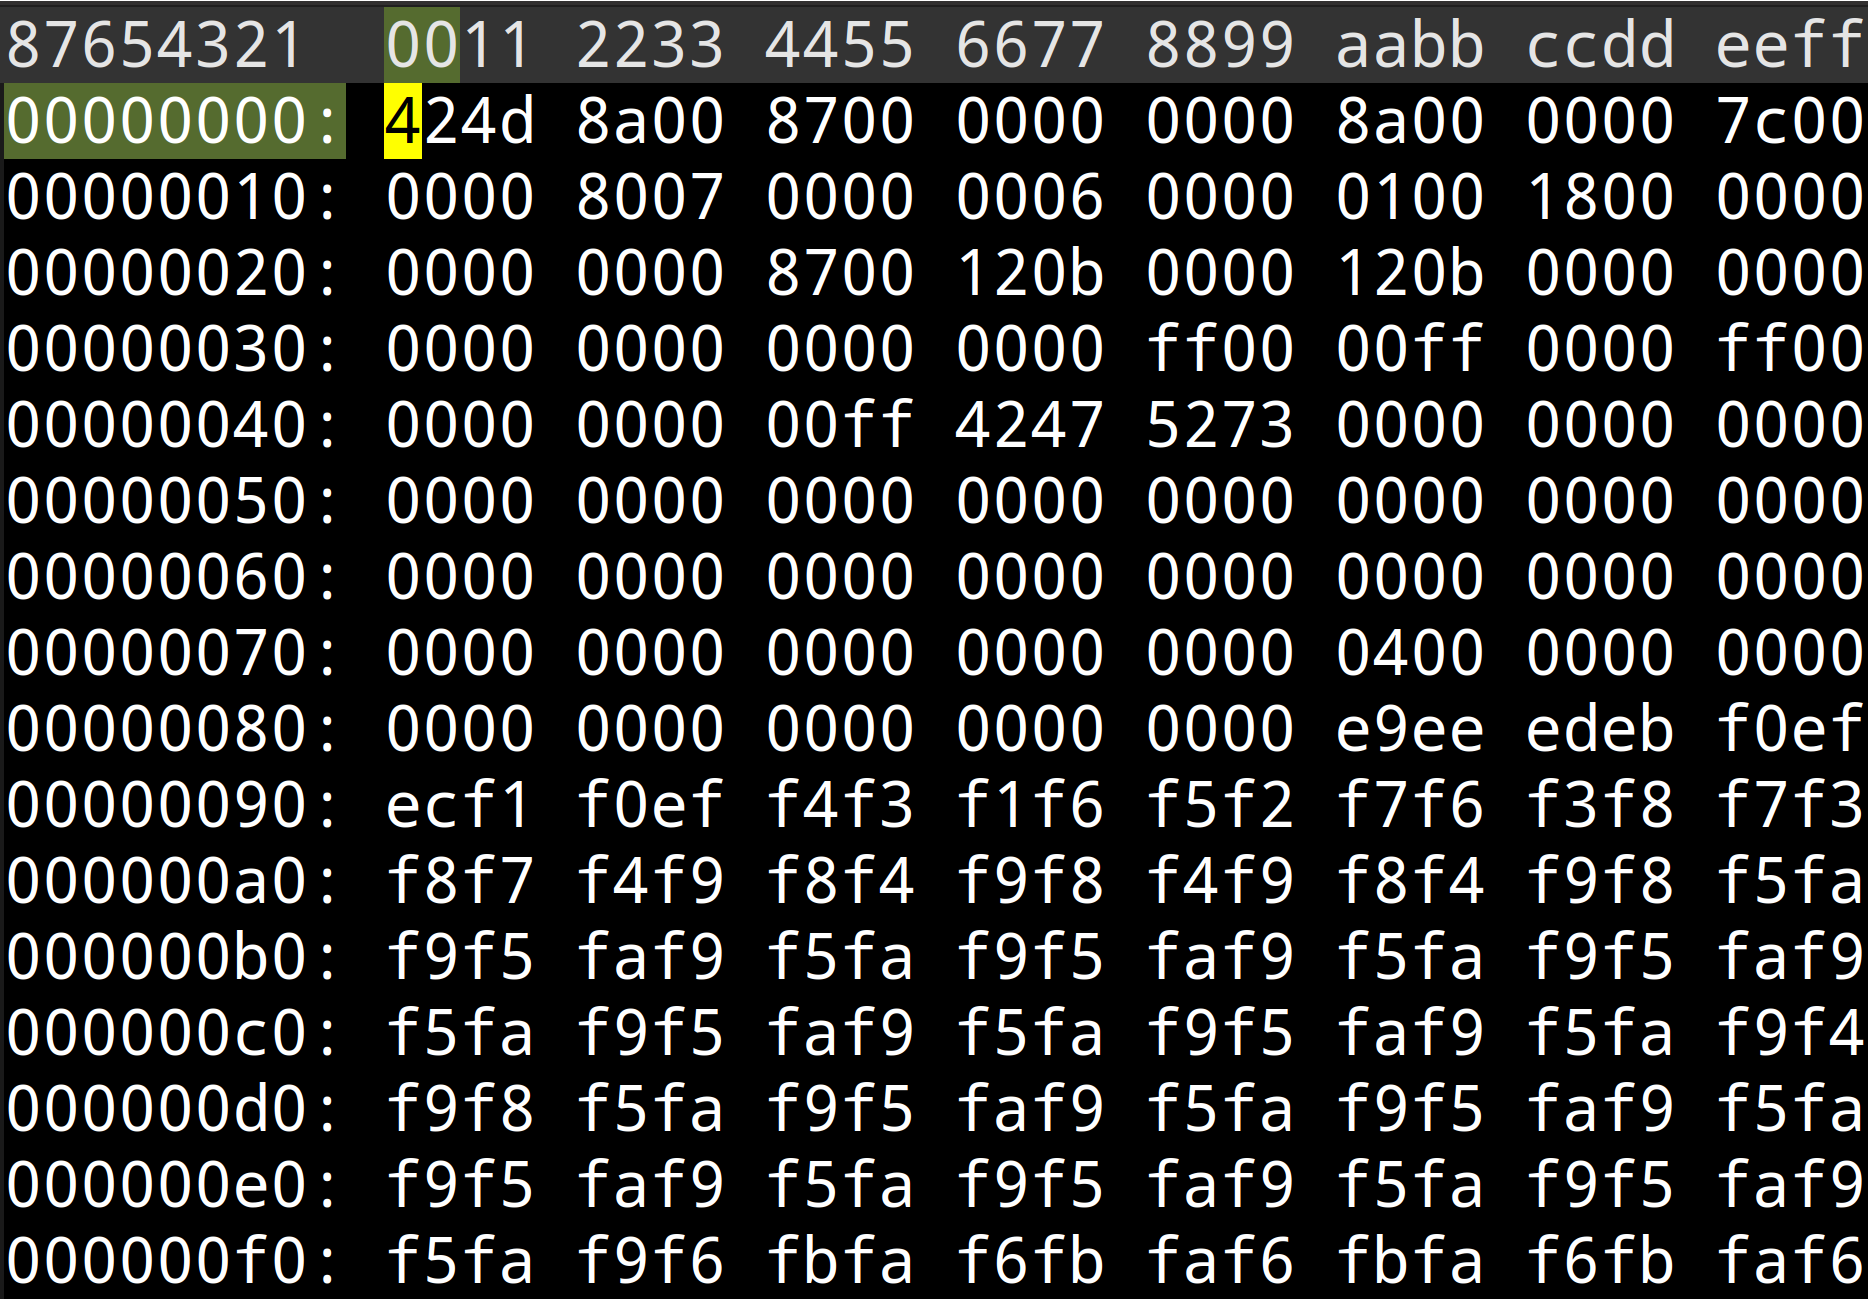 87654321  0011 2233 4455 6677 8899 aabb ccdd eeff
00000000: 424d 8a00 8700 0000 0000 8a00 0000 7c00
00000010: 0000 8007 0000 0006 0000 0100 1800 0000
00000020: 0000 0000 8700 120b 0000 120b 0000 0000
00000030: 0000 0000 0000 0000 ff00 00ff 0000 ff00
00000040: 0000 0000 00ff 4247 5273 0000 0000 0000
00000050: 0000 0000 0000 0000 0000 0000 0000 0000
00000060: 0000 0000 0000 0000 0000 0000 0000 0000
00000070: 0000 0000 0000 0000 0000 0400 0000 0000
00000080: 0000 0000 0000 0000 0000 e9ee edeb f0ef
00000090: ecf1 f0ef f4f3 f1f6 f5f2 f7f6 f3f8 f7f3
000000a0: f8f7 f4f9 f8f4 f9f8 f4f9 f8f4 f9f8 f5fa
000000b0: f9f5 faf9 f5fa f9f5 faf9 f5fa f9f5 faf9
000000c0: f5fa f9f5 faf9 f5fa f9f5 faf9 f5fa f9f4
000000d0: f9f8 f5fa f9f5 faf9 f5fa f9f5 faf9 f5fa
000000e0: f9f5 faf9 f5fa f9f5 faf9 f5fa f9f5 faf9
000000f0: f5fa f9f6 fbfa f6fb faf6 fbfa f6fb faf6